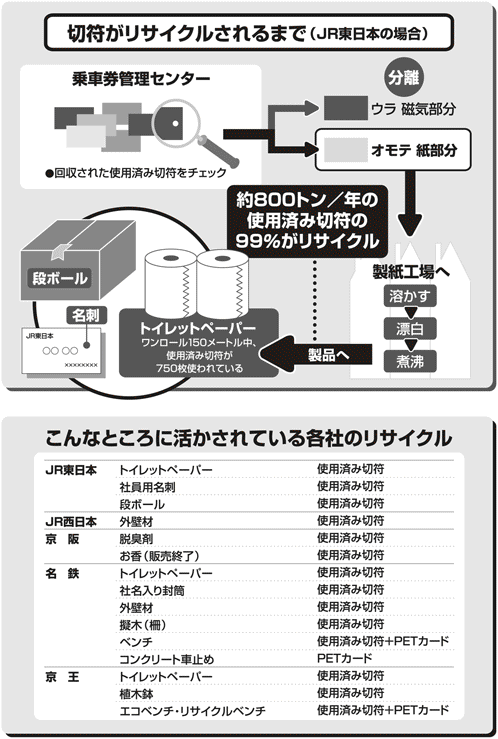 切符がリサイクルされるまで(JR東日本の場合)
乗車券管理センター
●回収された使用済み切符をチェック
分離
ウラ 磁気部分
オモテ 紙部分
約800トン／年の
使用済み切符の
99%がリサイクル
製紙工場へ
溶かす
漂白
煮沸
製品へ
段ボール
名刺
JR東日本
○○ ○○
××××××××
トイレットペーパー
ワンロール150メートル中、
使用済み切符が
750枚使われている
こんなところに活かされている各社のリサイクル
JR東日本 トイレットペーパー 使用済み切符
社員用名刺 使用済み切符
段ボール 使用済み切符
JR西日本 外壁材 使用済み切符
京 阪 脱臭剤 使用済み切符
お香(販売終了) 使用済み切符
名 鉄 トイレットペーパー 使用済み切符
社名入り封筒 使用済み切符
外壁材 使用済み切符
擬木(柵) 使用済み切符
ベンチ 使用済み切符+PETカード
コンクリート車止め PETカード
京 王 トイレットペーパー 使用済み切符
植木鉢 使用済み切符
エコベンチ・リサイクルベンチ 使用済み切符+PETカード